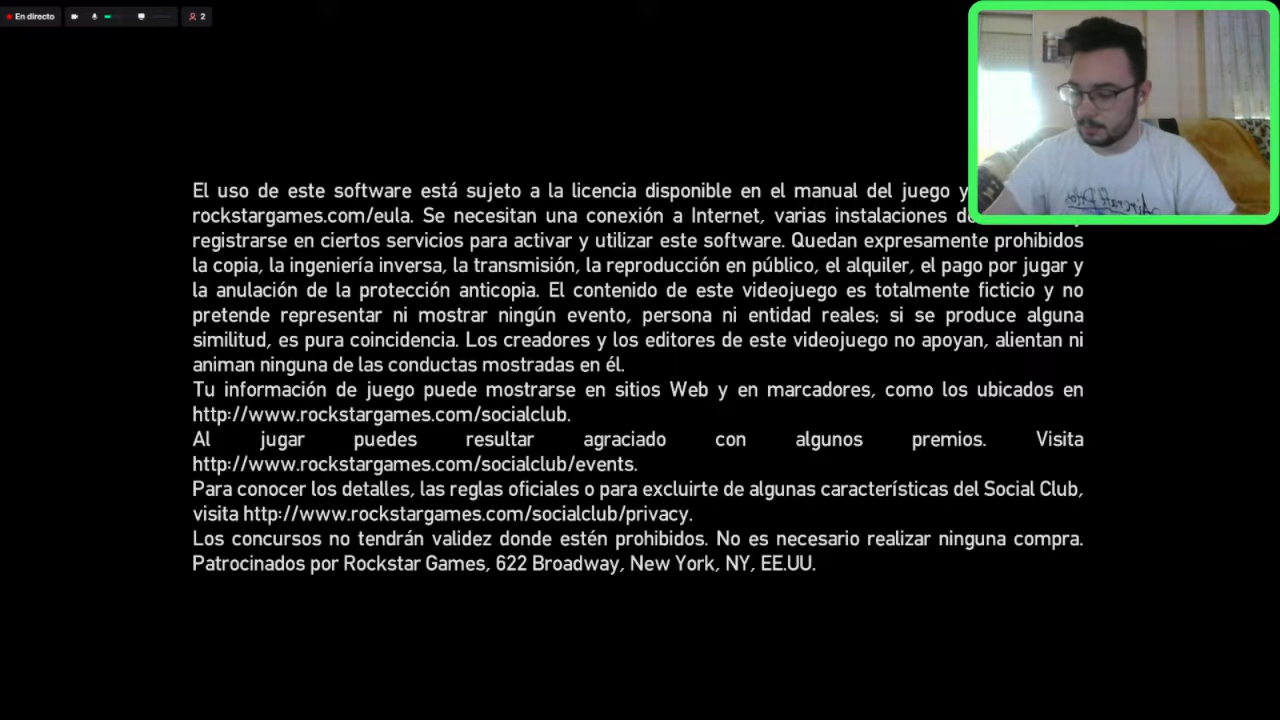 En directo
2
El uso de este software está sujeto a la licencia disponible en el manual del juego y
rockstargames.com/eula. Se necesitan una conexión a Internet, varias instalaciones
registrarse en ciertos servicios para activar y utilizar este software. Quedan expresamente prohibidos
la copia, la ingeniería inversa, la transmisión, la reproducción en público, el alquiler, el pago por jugar y
la anulación de la protección anticopia. El contenido de este videojuego es totalmente ficticio y no
pretende representar ni mostrar ningún evento, persona ni entidad reales; si se produce alguna
similitud, es pura coincidencia. Los creadores y los editores de este videojuego no apoyan, alientan ni
animan ninguna de las conductas mostradas en él.
Tu información de juego puede mostrarse en sitios Web y en marcadores, como los ubicados en
http://www.rockstargames.com/socialclub.
Al jugar puedes resultar agraciado con algunos premios. Visita
http://www.rockstargames.com/socialclub/events.
Para conocer los detalles, las reglas oficiales o para excluirte de algunas características del Social Club,
visita http://www.rockstargames.com/socialclub/privacy.
Los concursos no tendrán validez donde estén prohibidos. No es necesario realizar ninguna compra.
Patrocinados por Rockstar Games, 622 Broadway, New York, NY, EE.UU.